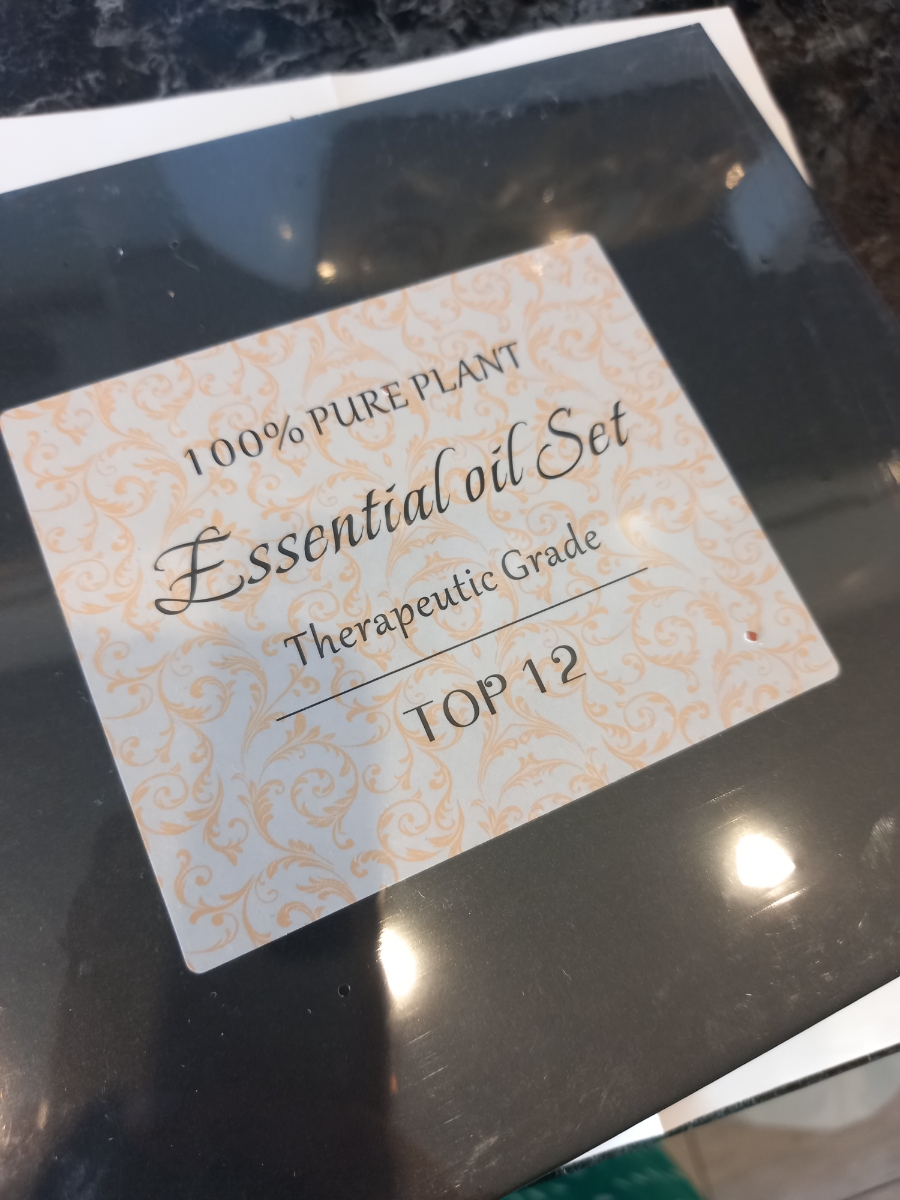 100% PURE PLANT
Essential oil Set
Therapeutic Grade
TOP 12